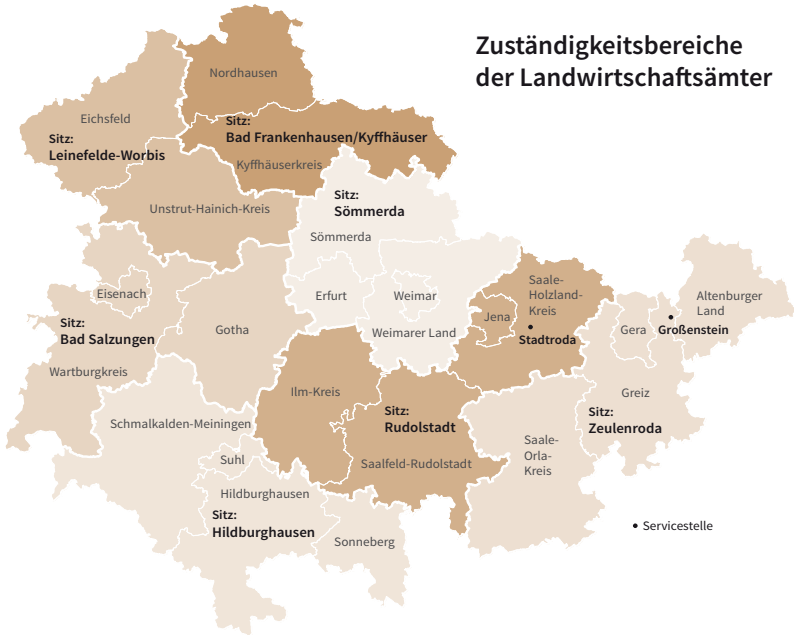 Zuständigkeitsbereiche
der Landwirtschaftsämter
Nordhausen
Eichsfeld
Sitz:
Leinefelde-Worbis
Sitz:
Bad Frankenhausen/Kyffhäuser
Kyffhäuserkreis
Unstrut-Hainich-Kreis
Sitz:
Sömmerda
Sömmerda
Eisenach
Sitz:
Bad Salzungen
Wartburgkreis
Gotha
Erfurt
Weimar
Weimarer Land
Saale-
Holzland-
Kreis
Jena
Stadtroda
Altenburger
Land
Großenstein
Gera
Greiz
Sitz:
Zeulenroda
Ilm-Kreis
Sitz:
Rudolstadt
Saalfeld-Rudolstadt
Saale-
Orla-
Kreis
Schmalkalden-Meiningen
Suhl
Hildburghausen
Sitz:
Hildburghausen
Sonneberg
• Servicestelle